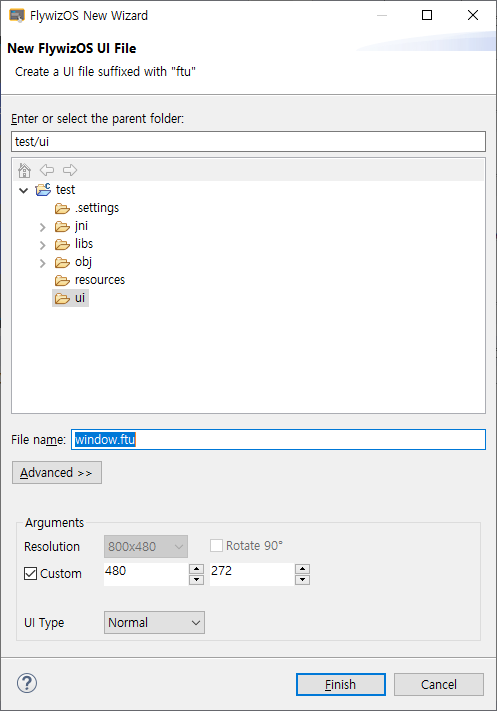 FlywizOS New Wizard
New FlywizOS UI File
Create a UI file suffixed with "ftu"
Enter or select the parent folder:
test/ui
test
.settings
jni
libs
obj
resources
ui
File name: window.ftu
Advanced >>
Arguments
Resolution 800x480 Rotate 90°
Custom 480 272
UI Type Normal
Finish Cancel